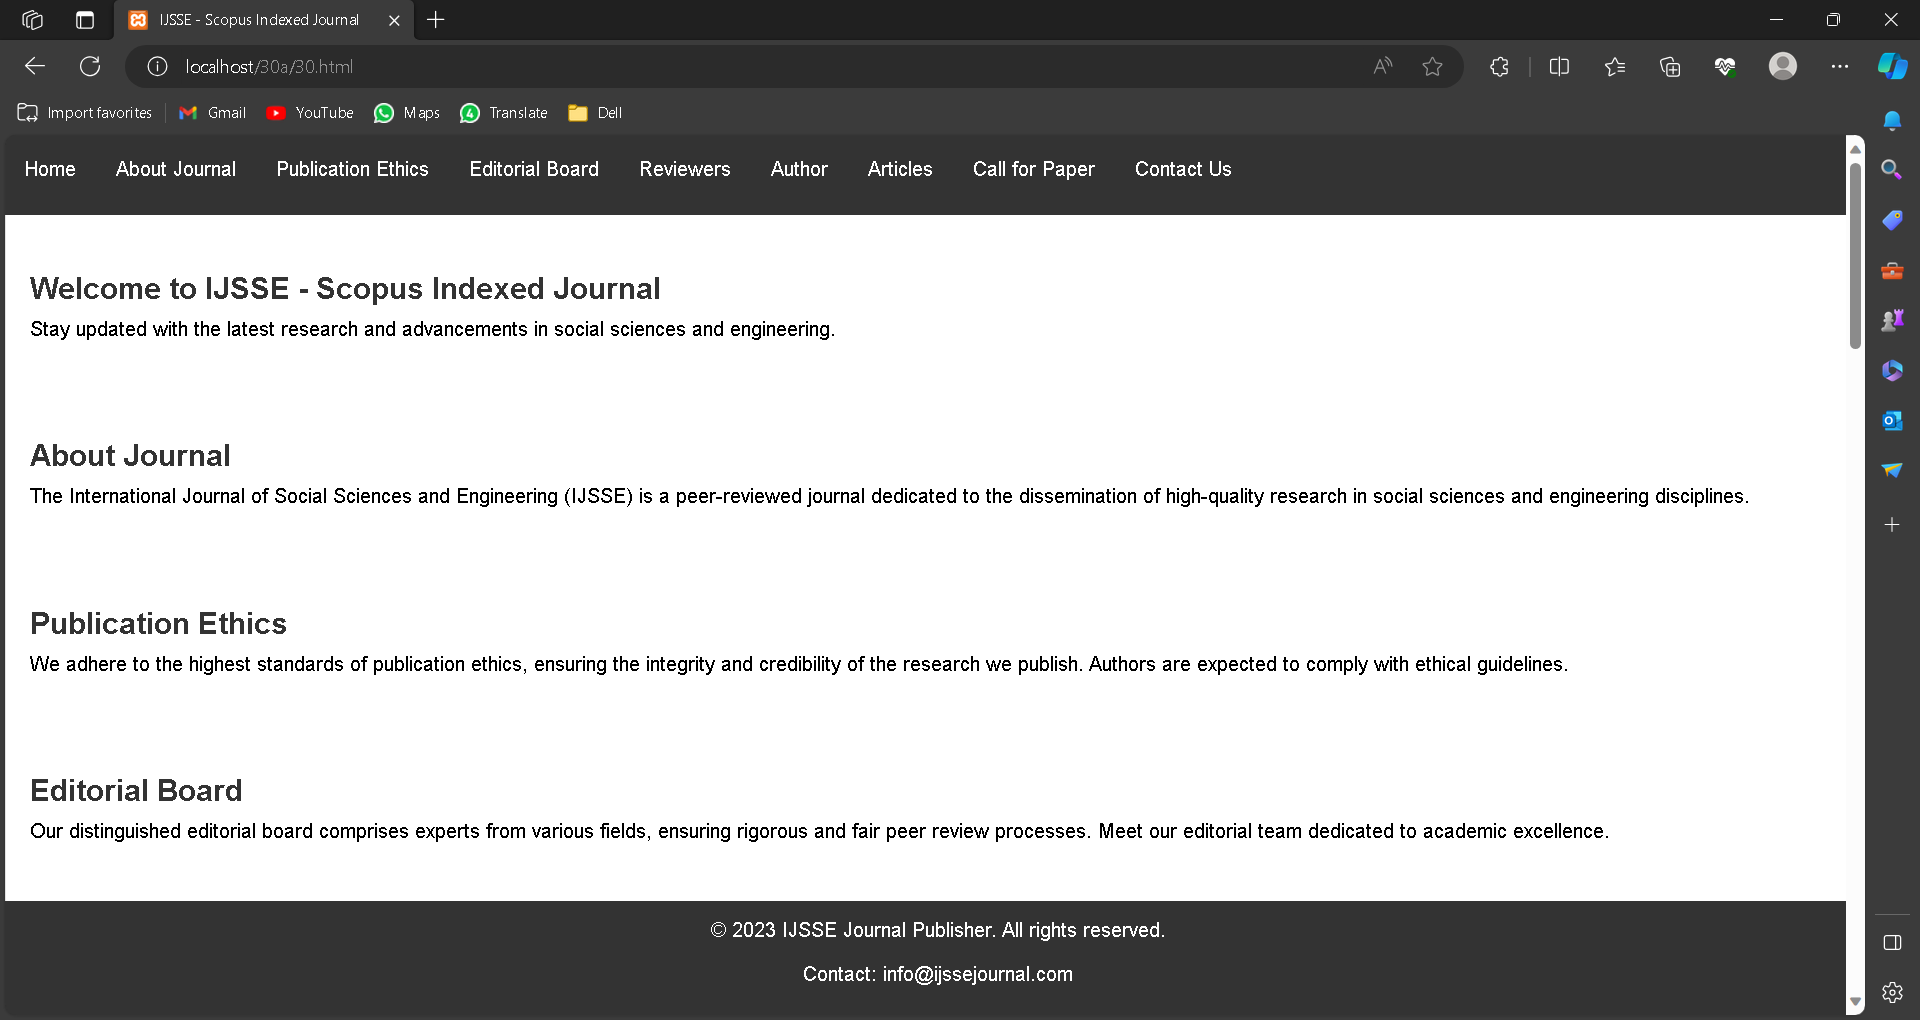 IJSSE - Scopus Indexed Journal
localhost/30a/30.html
Import favorites Gmail YouTube Maps 4 Translate Dell
Home About Journal Publication Ethics Editorial Board Reviewers Author Articles Call for Paper Contact Us
Welcome to IJSSE - Scopus Indexed Journal
Stay updated with the latest research and advancements in social sciences and engineering.
About Journal
The International Journal of Social Sciences and Engineering (IJSSE) is a peer-reviewed journal dedicated to the dissemination of high-quality research in social sciences and engineering disciplines.
Publication Ethics
We adhere to the highest standards of publication ethics, ensuring the integrity and credibility of the research we publish. Authors are expected to comply with ethical guidelines.
Editorial Board
Our distinguished editorial board comprises experts from various fields, ensuring rigorous and fair peer review processes. Meet our editorial team dedicated to academic excellence.
© 2023 IJSSE Journal Publisher. All rights reserved.
Contact: info@ijssejournal.com